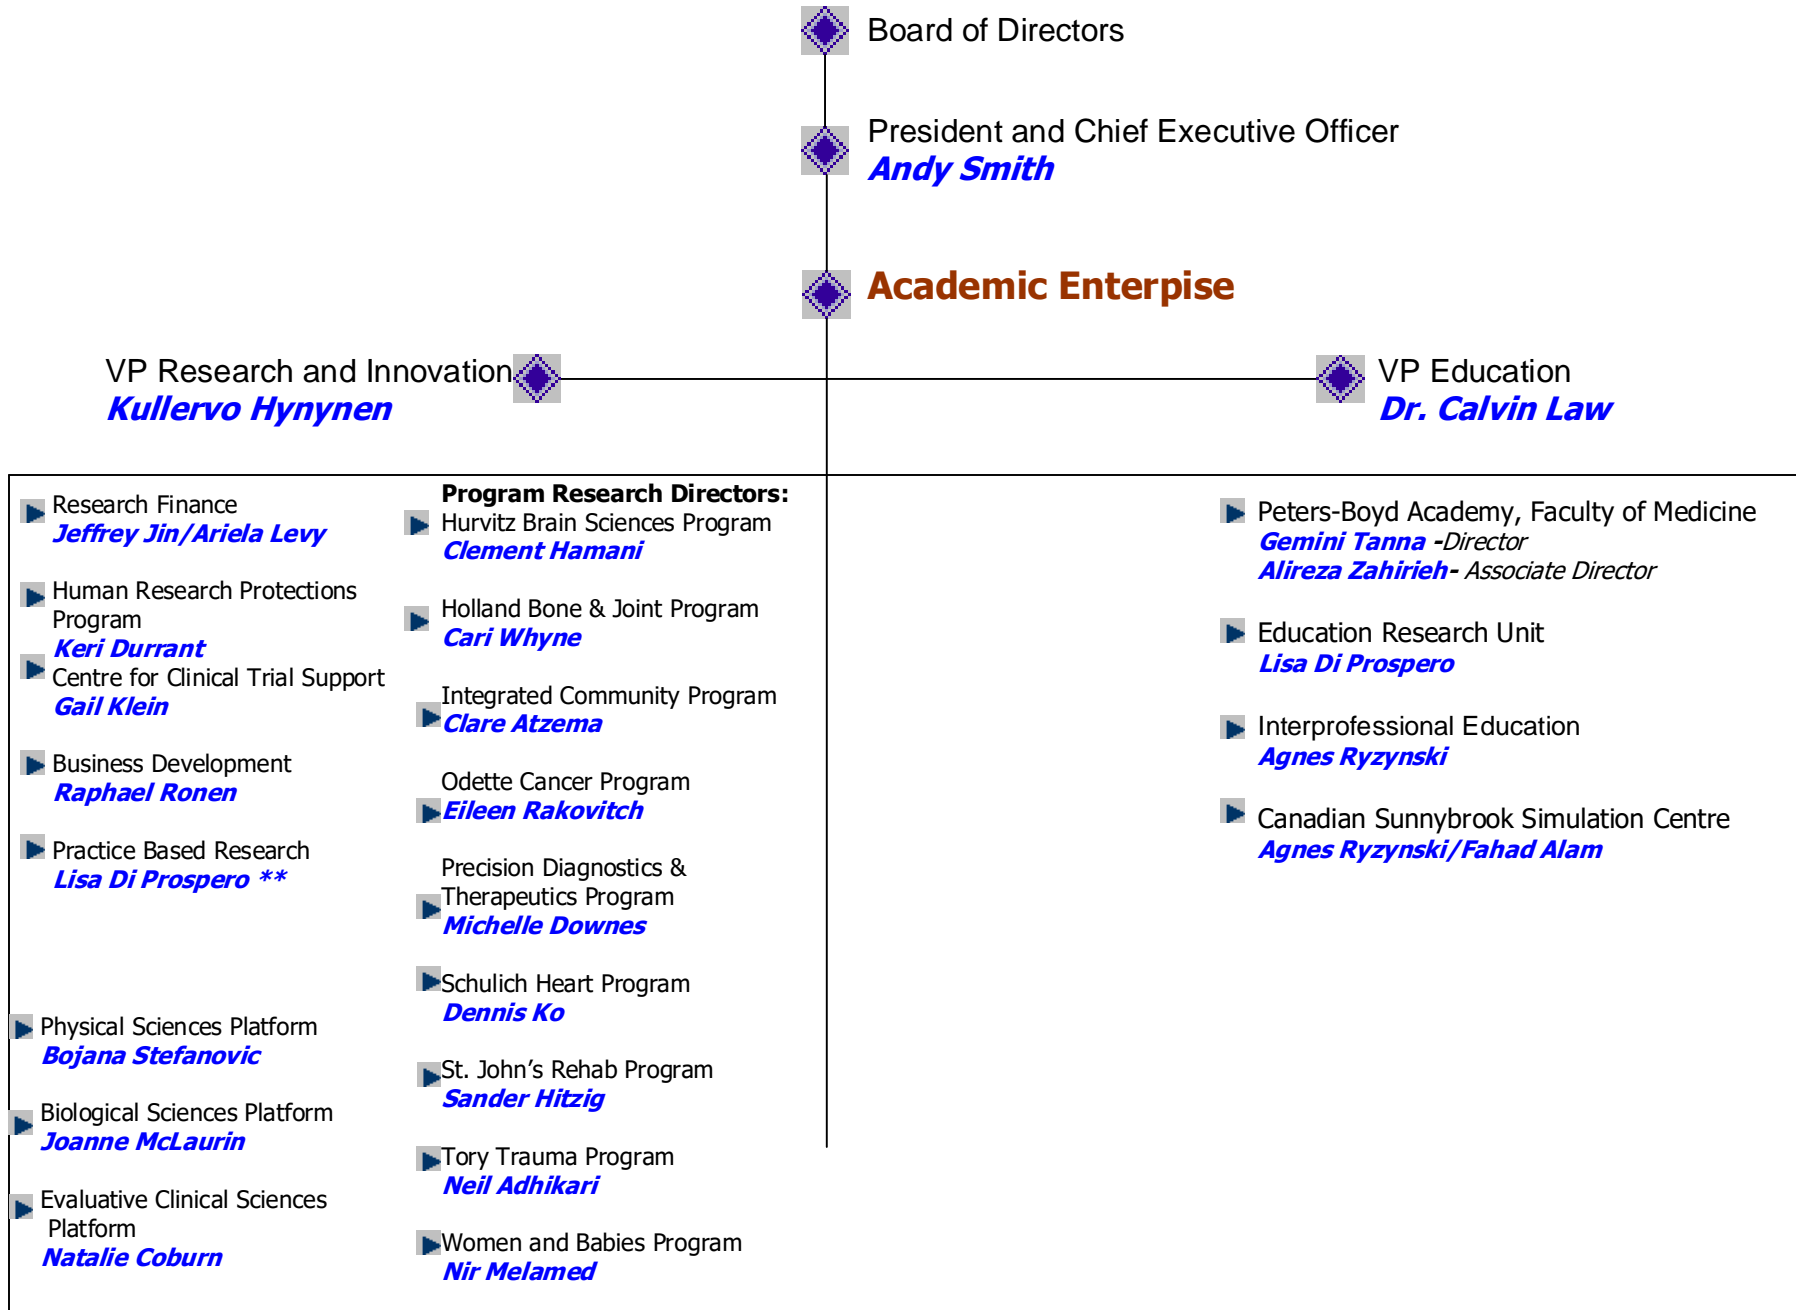 Board of Directors
President and Chief Executive Officer
Andy Smith
Academic Enterpise
VP Research and Innovation
Kullervo Hynynen
VP Education
Dr. Calvin Law
Research Finance
Jeffrey Jin/Ariela Levy
Human Research Protections
Program
Keri Durrant
Centre for Clinical Trial Support
Gail Klein
Business Development
Raphael Ronen
Practice Based Research
Lisa Di Prospero **
Physical Sciences Platform
Bojana Stefanovic
Biological Sciences Platform
Joanne McLaurin
Evaluative Clinical Sciences
Platform
Natalie Coburn
Program Research Directors:
Hurvitz Brain Sciences Program
Clement Hamani
Holland Bone & Joint Program
Cari Whyne
Integrated Community Program
Clare Atzema
Odette Cancer Program
Eileen Rakovitch
Precision Diagnostics &
Therapeutics Program
Michelle Downes
Schulich Heart Program
Dennis Ko
St. John’s Rehab Program
Sander Hitzig
Tory Trauma Program
Neil Adhikari
Women and Babies Program
Nir Melamed
Peters-Boyd Academy, Faculty of Medicine
Gemini Tanna -Director
Alireza Zahirieh- Associate Director
Education Research Unit
Lisa Di Prospero
Interprofessional Education
Agnes Ryzynski
Canadian Sunnybrook Simulation Centre
Agnes Ryzynski/Fahad Alam